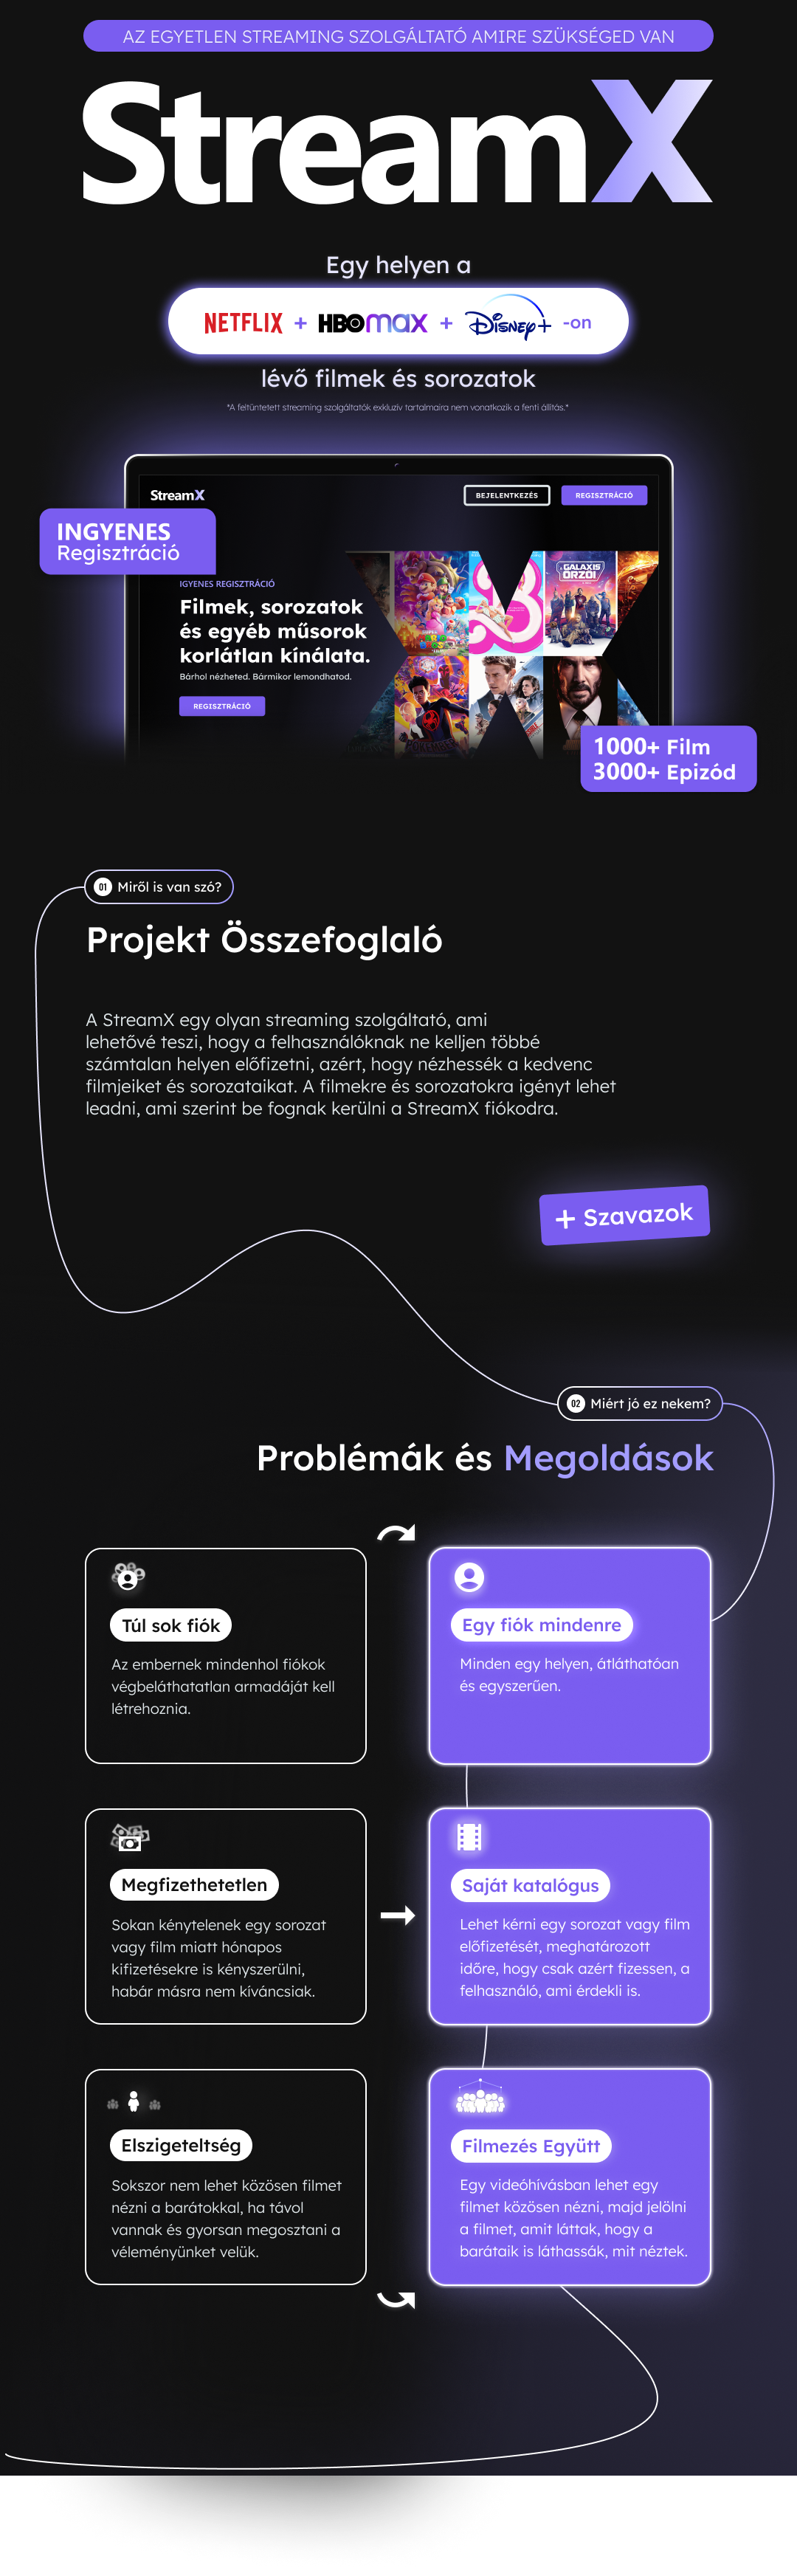 AZ EGYETLEN STREAMING SZOLGÁLTATÓ AMIRE SZÜKSÉGED VAN
StreamX
Egy helyen a
NETFLIX + HBOmax + Disney+ -on
lévő filmek és sorozatok
*A feltüntetett streaming szolgáltatók exkluzív tartalmaira nem vonatkozik a fenti állítás.*
StreamX
BEJELENTKEZÉS
REGISZTRÁCIÓ
INGYENES
Regisztráció
IGYENES REGISZTRÁCIÓ
Filmek, sorozatok
és egyéb műsorok
korlátlan kínálata.
Bárhol nézheted. Bármikor lemondhatod.
REGISZTRÁCIÓ
GALAXIS
ŐRZŐI
1000+ Film
3000+ Epizód
01 Miről is van szó?
Projekt Összefoglaló
A StreamX egy olyan streaming szolgáltató, ami
lehetővé teszi, hogy a felhasználóknak ne kelljen többé
számtalan helyen előfizetni, azért, hogy nézhessék a kedvenc
filmjeiket és sorozataikat. A filmekre és sorozatokra igényt lehet
leadni, ami szerint be fognak kerülni a StreamX fiókodra.
+ Szavazok
02 Miért jó ez nekem?
Problémák és Megoldások
Túl sok fiók
Az embernek mindenhol fiókok
végbeláthatatlan armadáját kell
létrehoznia.
Egy fiók mindenre
Minden egy helyen, átláthatóan
és egyszerűen.
Megfizethetetlen
Sokan kénytelenek egy sorozat
vagy film miatt hónapos
kifizetésekre is kényszerülni,
habár másra nem kíváncsiak.
Saját katalógus
Lehet kérni egy sorozat vagy film
előfizetését, meghatározott
időre, hogy csak azért fizessen, a
felhasználó, ami érdekli is.
Elszigeteltség
Sokszor nem lehet közösen filmet
nézni a barátokkal, ha távol
vannak és gyorsan megosztani a
véleményünket velük.
Filmezés Együtt
Egy videóhívásban lehet egy
filmet közösen nézni, majd jelölni
a filmet, amit láttak, hogy a
barátaik is láthassák, mit néztek.